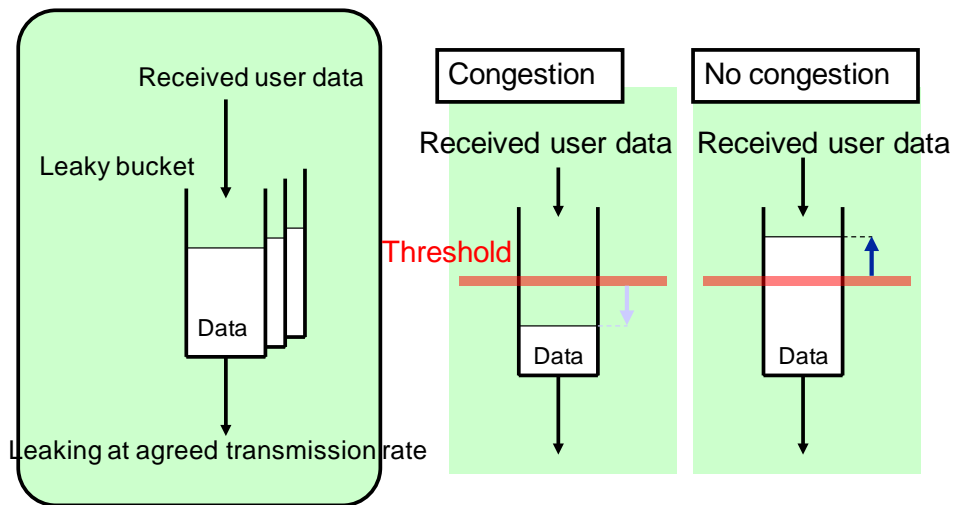 Received user data
Leaky bucket
Data
Leaking at agreed transmission rate
Congestion
Received user data
Threshold
Data
No congestion
Received user data
Data